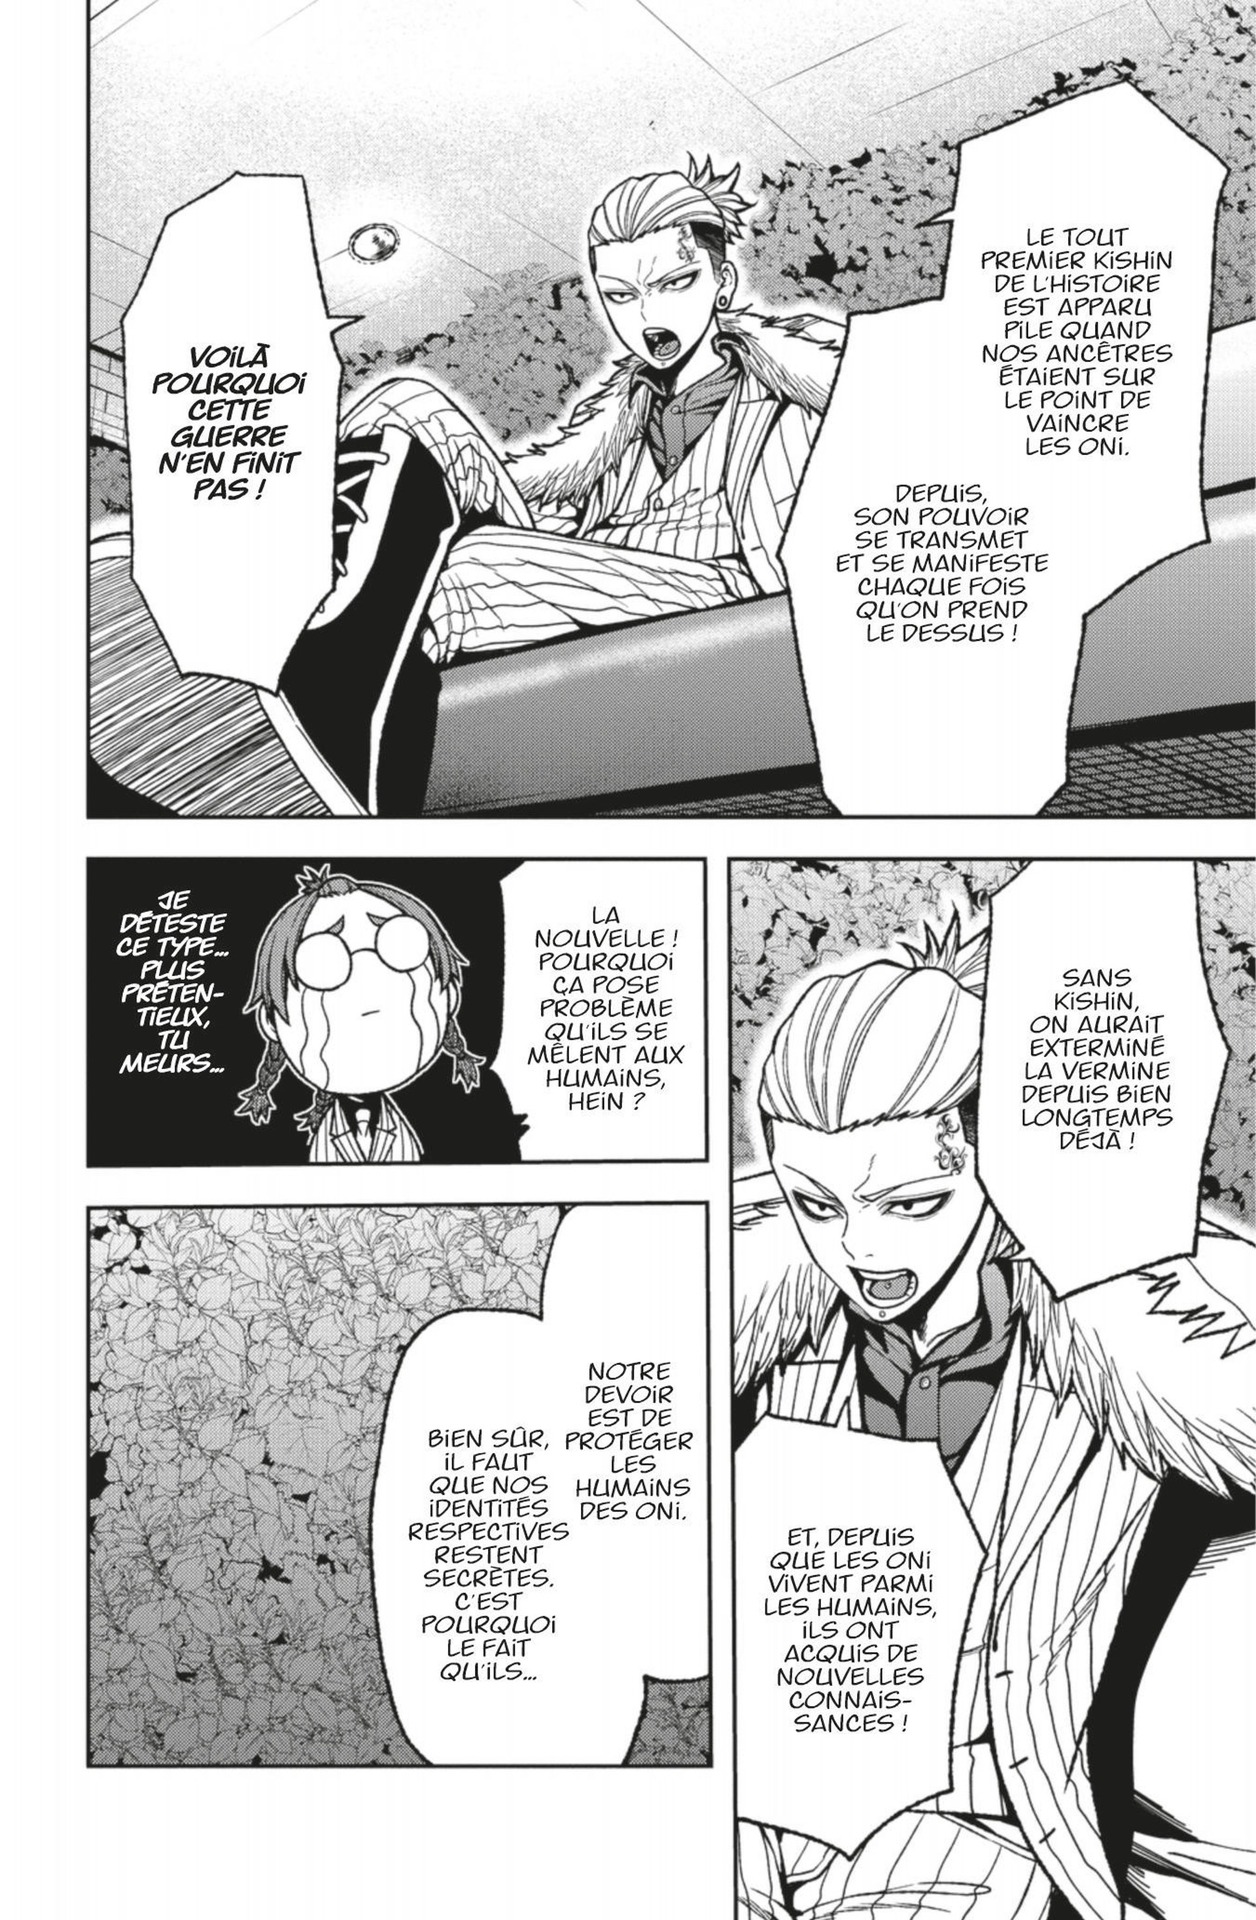 LE TOUT
PREMIER KISHIN
DE L'HISTOIRE
EST APPARU
PILE QUAND
NOS ANCÊTRES
ÉTAIENT SUR
LE POINT DE
VAINCRE
LES ONI.
DEPUIS,
SON POUVOIR
SE TRANSMET
ET SE MANIFESTE
CHAQUE FOIS
QU'ON PREND
LE DESSUS !
VOILÀ
POURQUOI
CETTE
GUERRE
N'EN FINIT
PAS !
SANS
KISHIN,
ON AURAIT
EXTERMINÉ
LA VERMINE
DEPUIS BIEN
LONGTEMPS
DÉJÀ !
ET, DEPUIS
QUE LES ONI
VIVENT PARMI
LES HUMAINS,
ILS ONT
ACQUIS DE
NOUVELLES
CONNAIS-
SANCES !
LA
NOUVELLE !
POURQUOI
ÇA POSE
PROBLÈME
QU'ILS SE
MÊLENT AUX
HUMAINS,
HEIN ?
JE
DÉTESTE
CE TYPE...
PLUS
PRÉTEN-
TIEUX,
TU
MEURS...
NOTRE
DEVOIR
EST DE
PROTÉGER
LES
HUMAINS
DES ONI.
BIEN SÛR,
IL FAUT
QUE NOS
IDENTITÉS
RESPECTIVES
RESTENT
SECRÈTES.
C'EST
POURQUOI
LE FAIT
QU'ILS...